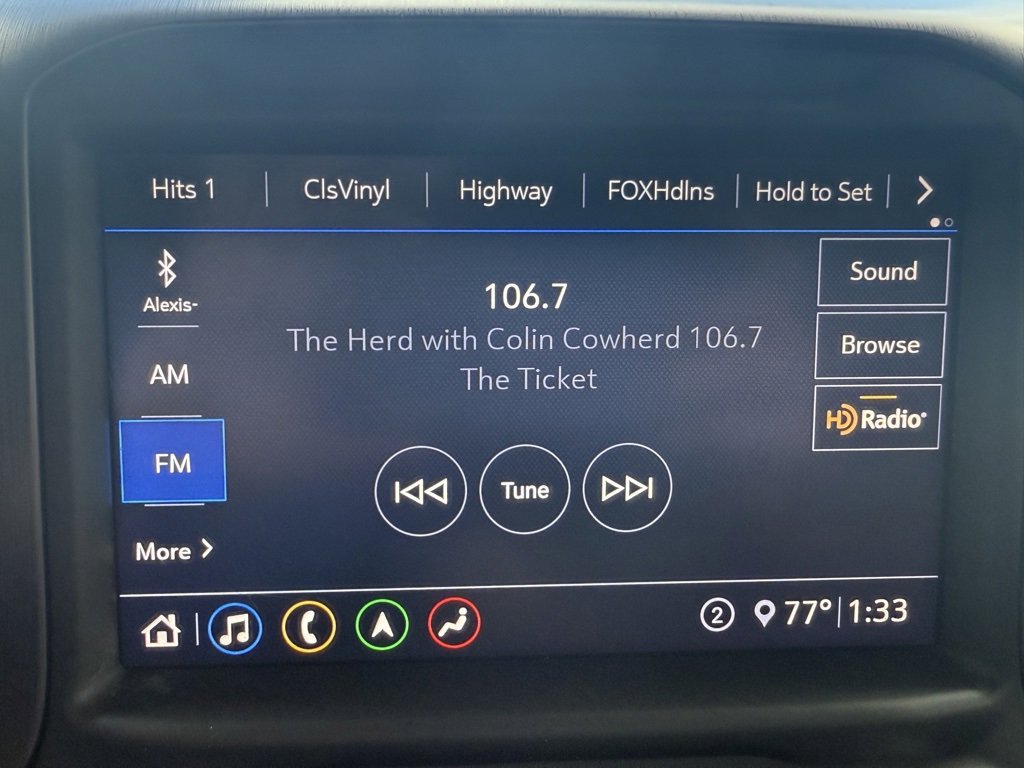 Hits 1 ClsVinyl Highway FOXHdlns Hold to Set
Alexis-
AM
FM
More
106.7
The Herd with Colin Cowherd 106.7
The Ticket
Tune
Sound
Browse
HD Radio
2 77° 1:33